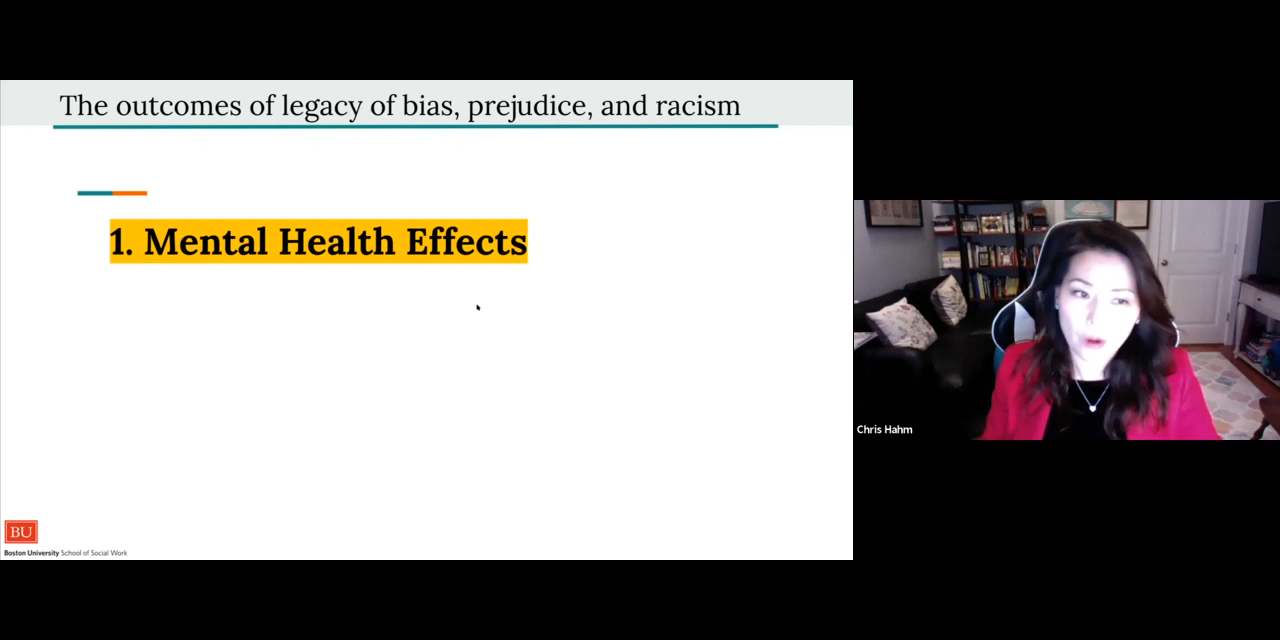 The outcomes of legacy of bias, prejudice, and racism
1. Mental Health Effects
Chris Hahm
BU
Boston University School of Social Work